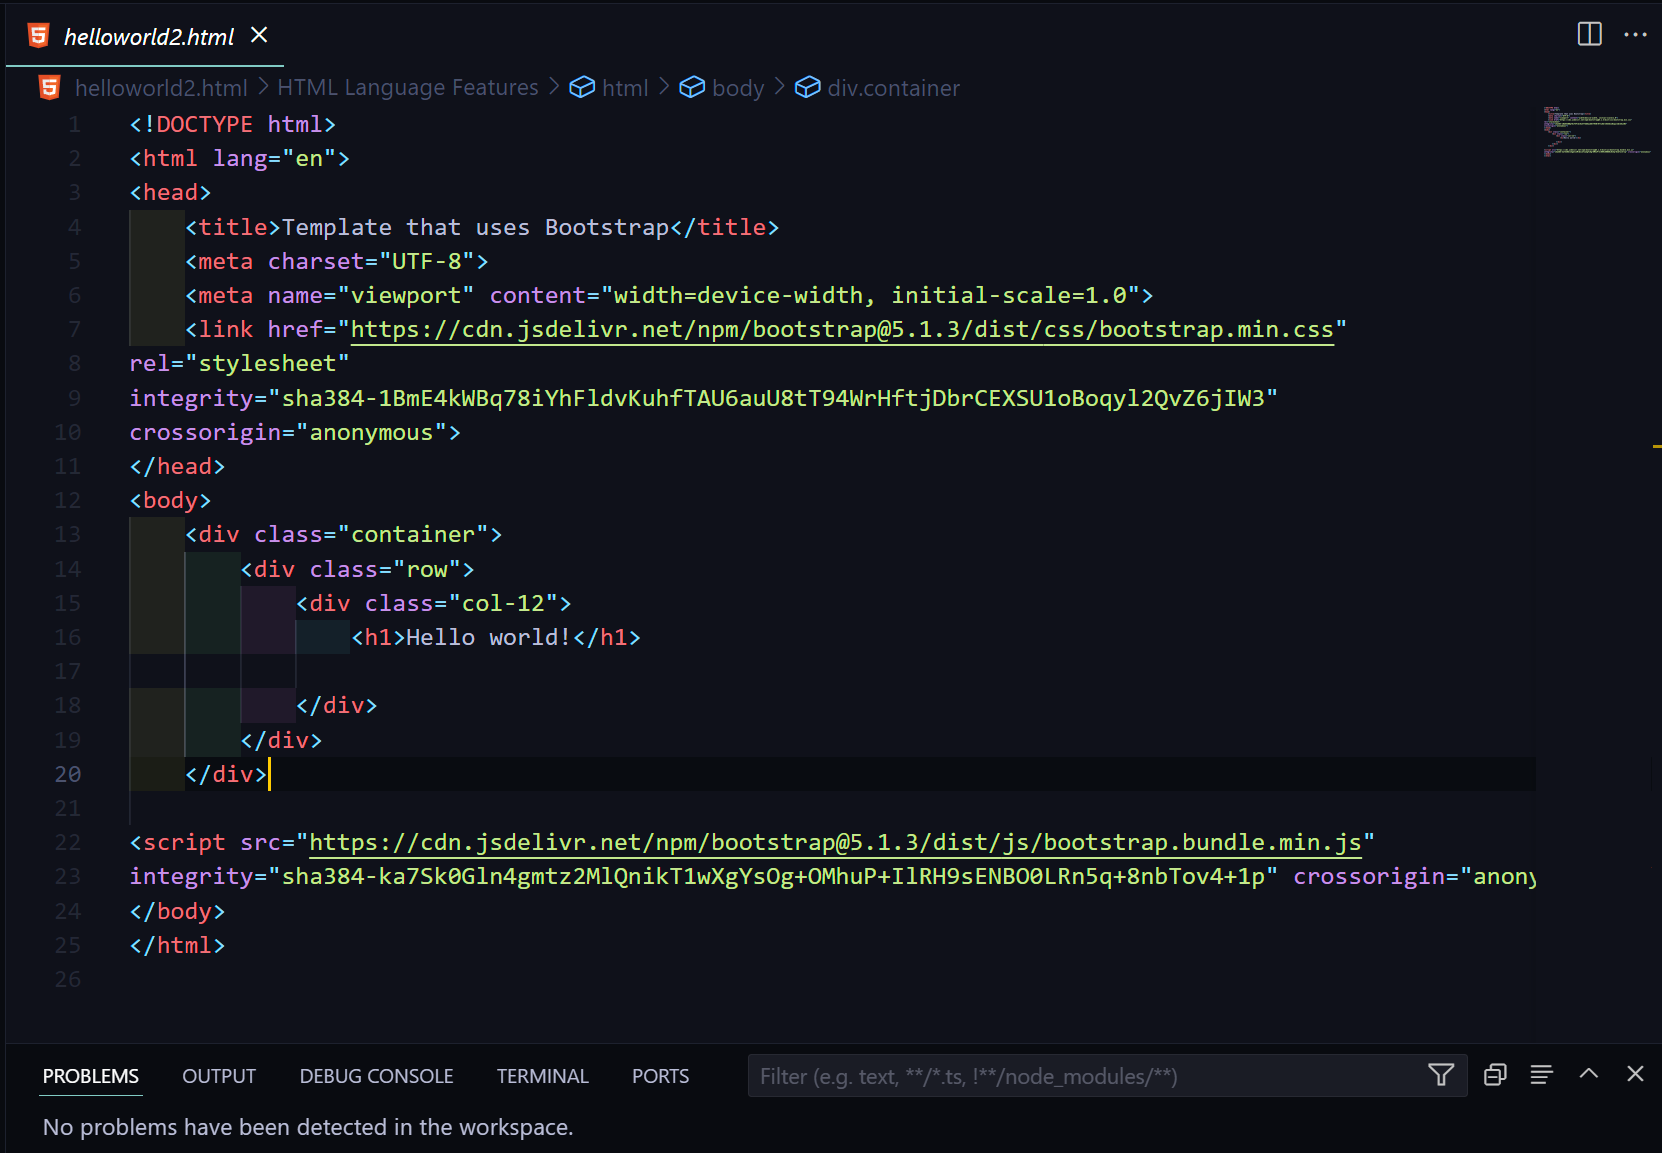 helloworld2.html
helloworld2.html > HTML Language Features > html > body > div.container
1 <!DOCTYPE html>
2 <html lang="en">
3 <head>
4 <title>Template that uses Bootstrap</title>
5 <meta charset="UTF-8">
6 <meta name="viewport" content="width=device-width, initial-scale=1.0">
7 <link href="https://cdn.jsdelivr.net/npm/bootstrap@5.1.3/dist/css/bootstrap.min.css"
8 rel="stylesheet"
9 integrity="sha384-1BmE4kWBq78iYhFldvKuhfTAU6auU8tT94WrHftjDbrCEXSU1oBoqyl2QvZ6jIW3"
10 crossorigin="anonymous">
11 </head>
12 <body>
13 <div class="container">
14 <div class="row">
15 <div class="col-12">
16 <h1>Hello world!</h1>
17
18 </div>
19 </div>
20 </div>
21
22 <script src="https://cdn.jsdelivr.net/npm/bootstrap@5.1.3/dist/js/bootstrap.bundle.min.js"
23 integrity="sha384-ka7Sk0Gln4gmtz2MlQnikT1wXgYsOg+OMhuP+IlRH9sENBO0LRn5q+8nbTov4+1p" crossorigin="anony
24 </body>
25 </html>
26
PROBLEMS OUTPUT DEBUG CONSOLE TERMINAL PORTS Filter (e.g. text, **/*.ts, !**/node_modules/**)
No problems have been detected in the workspace.